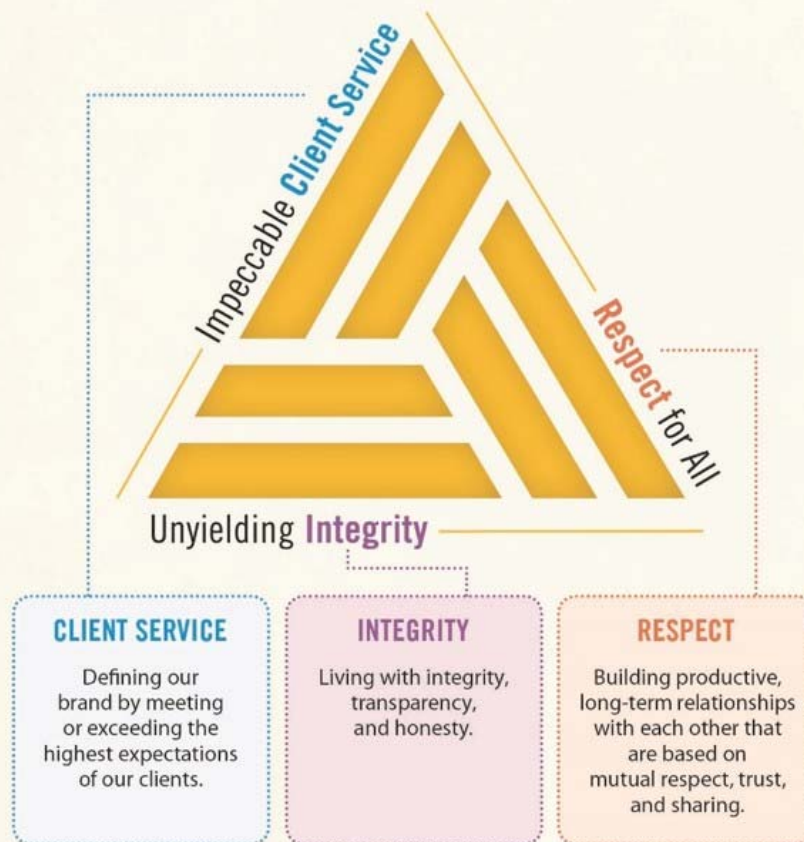 Impeccable Client Service
Respect for All
Unyielding Integrity
CLIENT SERVICE
Defining our
brand by meeting
or exceeding the
highest expectations
of our clients.
INTEGRITY
Living with integrity,
transparency,
and honesty.
RESPECT
Building productive,
long-term relationships
with each other that
are based on
mutual respect, trust,
and sharing.